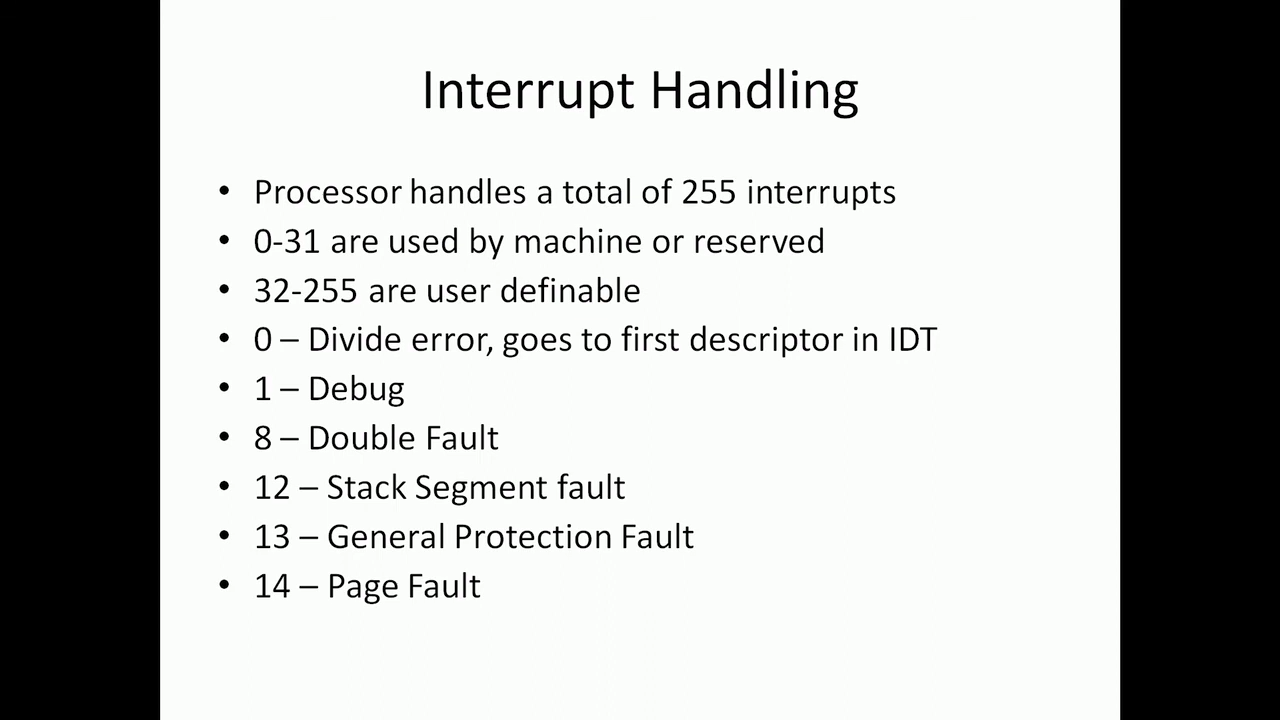 Interrupt Handling
• Processor handles a total of 255 interrupts
• 0-31 are used by machine or reserved
• 32-255 are user definable
• 0 – Divide error, goes to first descriptor in IDT
• 1 – Debug
• 8 – Double Fault
• 12 – Stack Segment fault
• 13 – General Protection Fault
• 14 – Page Fault